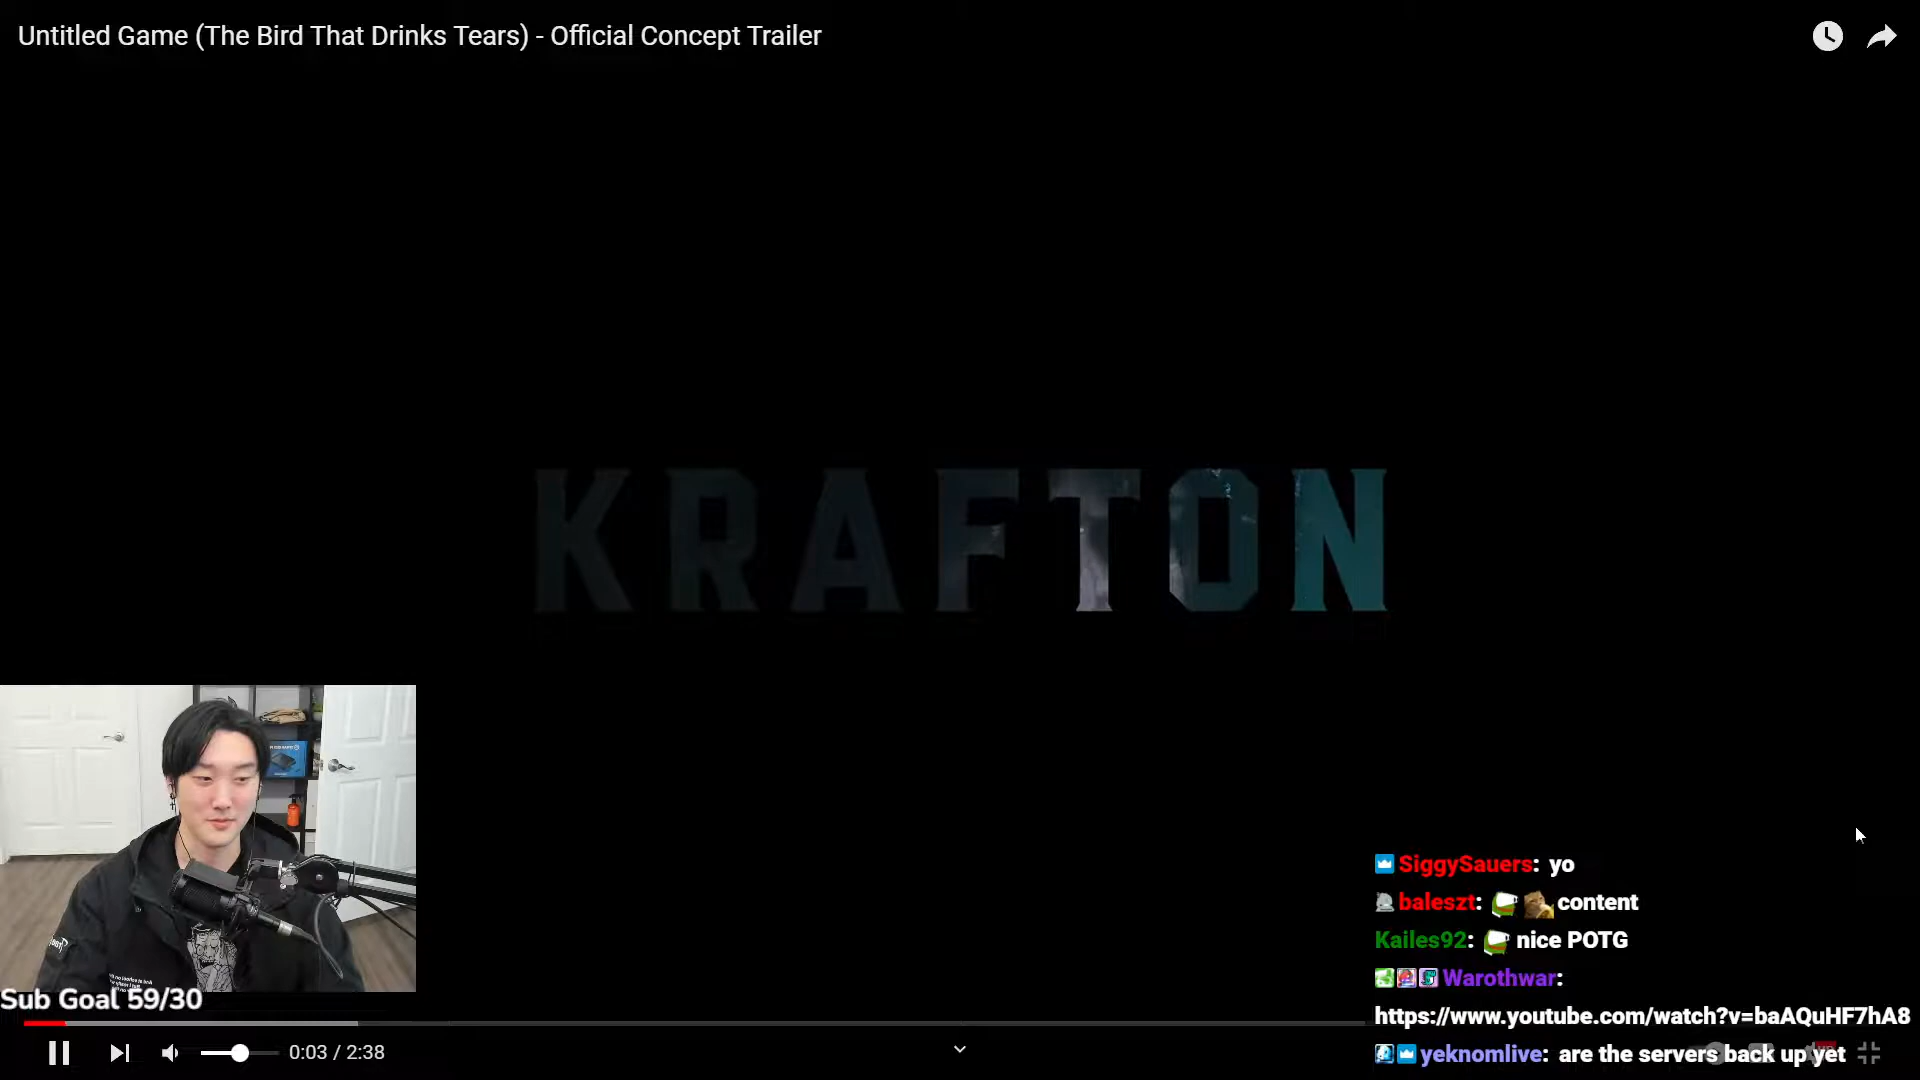 Untitled Game (The Bird That Drinks Tears) - Official Concept Trailer
KRAFTON
SiggySauers: yo
baleszt: content
Kailes92: nice POTG
Warothwar:
https://www.youtube.com/watch?v=baAQuHF7hA8
yeknomlive: are the servers back up yet
Sub Goal 59/30
0:03 / 2:38